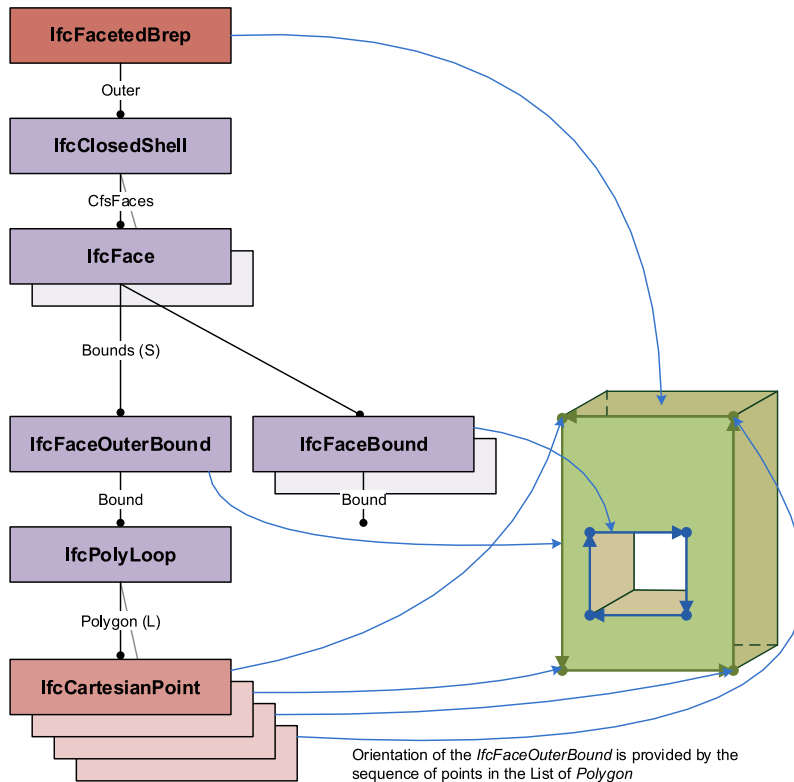 IfcFacetedBrep
Outer
IfcClosedShell
CfsFaces
IfcFace
Bounds (S)
IfcFaceOuterBound
IfcFaceBound
Bound
Bound
IfcPolyLoop
Polygon (L)
IfcCartesianPoint
Orientation of the IfcFaceOuterBound is provided by the
sequence of points in the List of Polygon